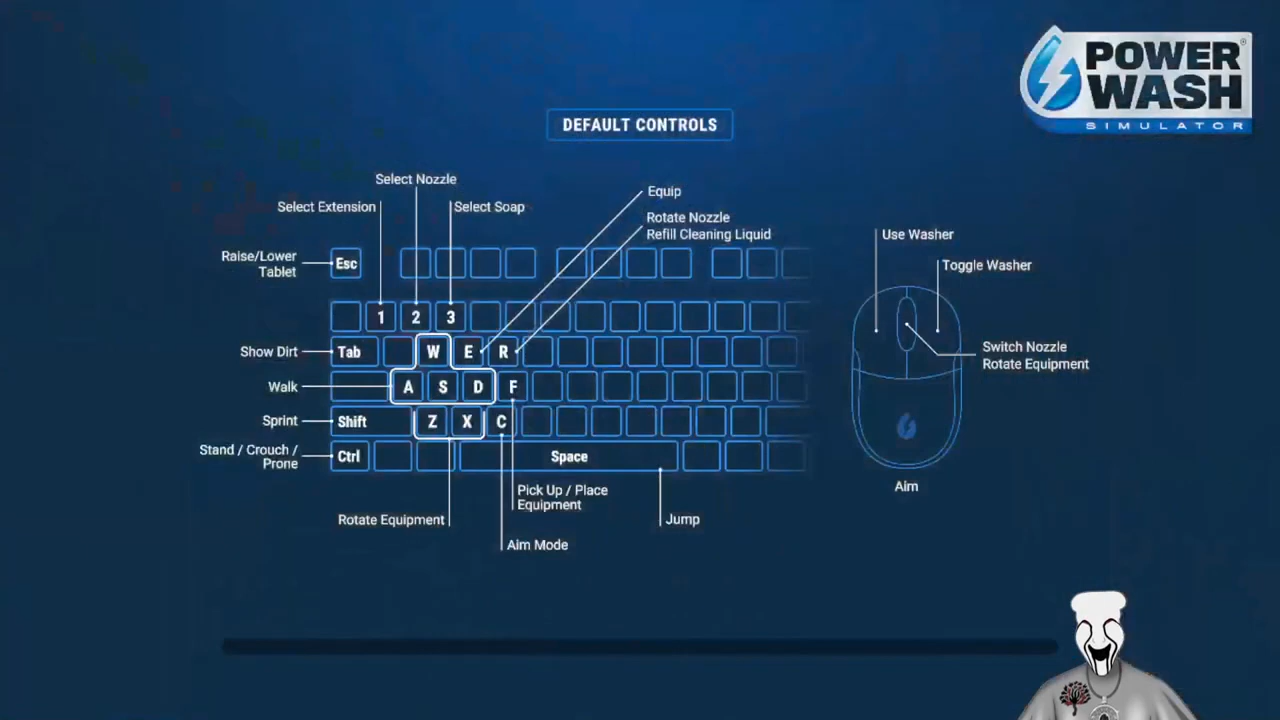 POWER
WASH
SIMULATOR
DEFAULT CONTROLS
Select Nozzle
Select Extension
Select Soap
Equip
Rotate Nozzle
Refill Cleaning Liquid
Raise/Lower
Tablet
Esc
1 2 3
Show Dirt
Tab W E R
Walk
A S D F
Sprint
Shift Z X C
Stand / Crouch /
Prone
Ctrl Space
Pick Up / Place
Equipment
Rotate Equipment
Jump
Aim Mode
Use Washer
Toggle Washer
Switch Nozzle
Rotate Equipment
Aim